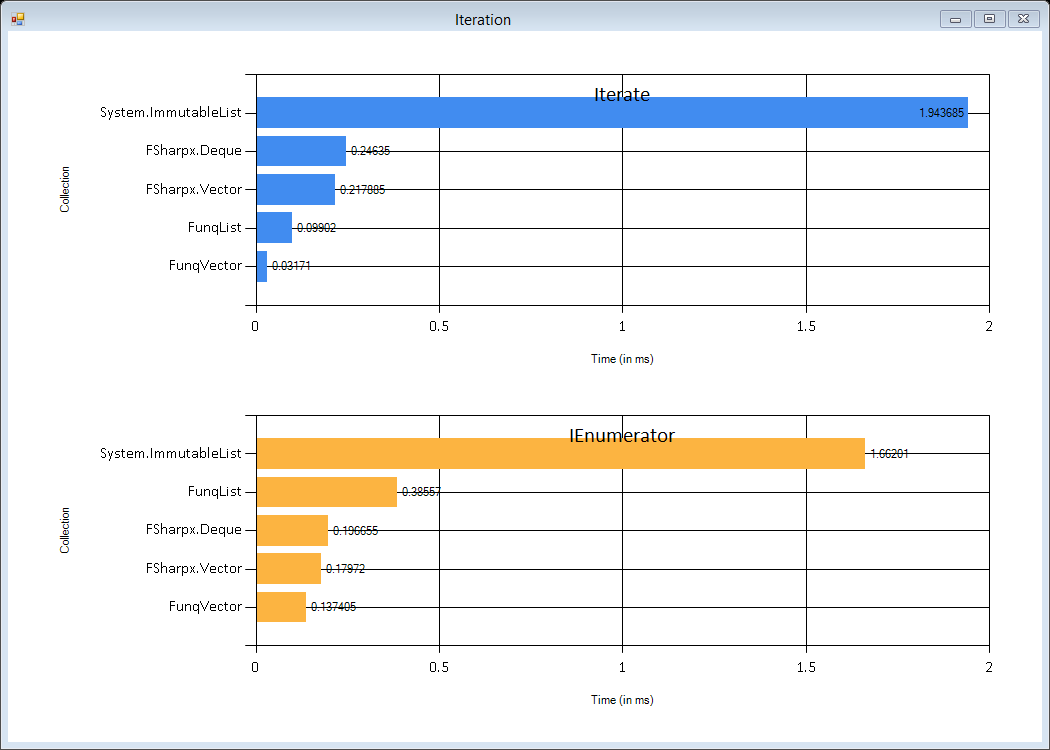 Iteration
Iterate
System.ImmutableList 1.943685
FSharpx.Deque 0.24635
FSharpx.Vector 0.217885
FunqList 0.09902
FunqVector 0.03171
Collection
0 0.5 1 1.5 2
Time (in ms)
IEnumerator
System.ImmutableList 1.66201
FunqList 0.38557
FSharpx.Deque 0.196655
FSharpx.Vector 0.17972
FunqVector 0.137405
Collection
0 0.5 1 1.5 2
Time (in ms)